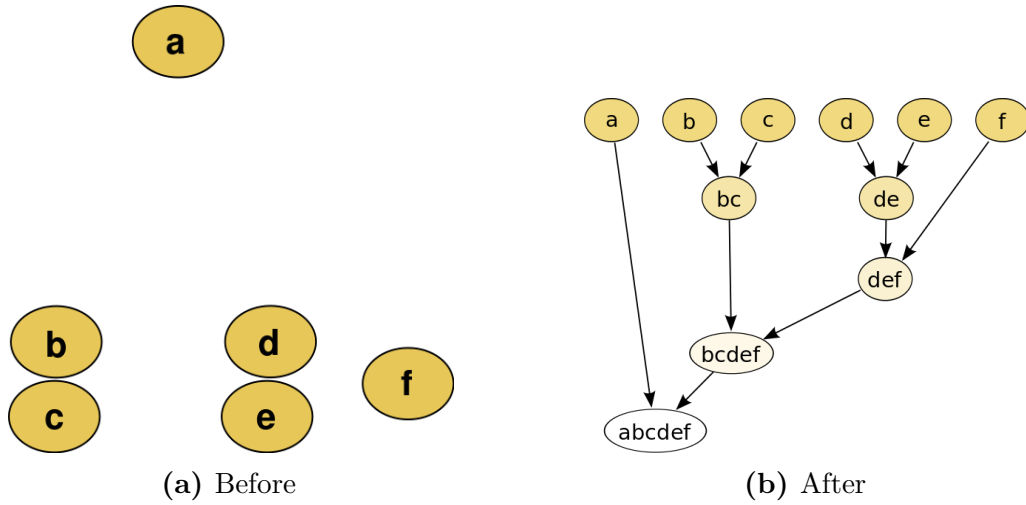 a
b
c
d
e
f
(a) Before
a b c d e f
bc de
def
bcdef
abcdef
(b) After